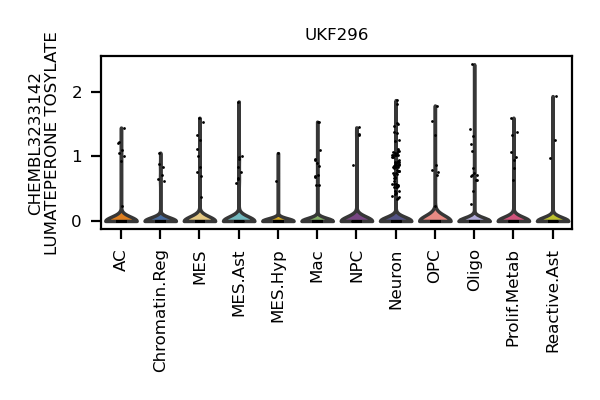 UKF296
CHEMBL3233142
LUMATEPERONE TOSYLATE
2
1
0
AC
Chromatin.Reg
MES
MES.Ast
MES.Hyp
Mac
NPC
Neuron
OPC
Oligo
Prolif.Metab
Reactive.Ast